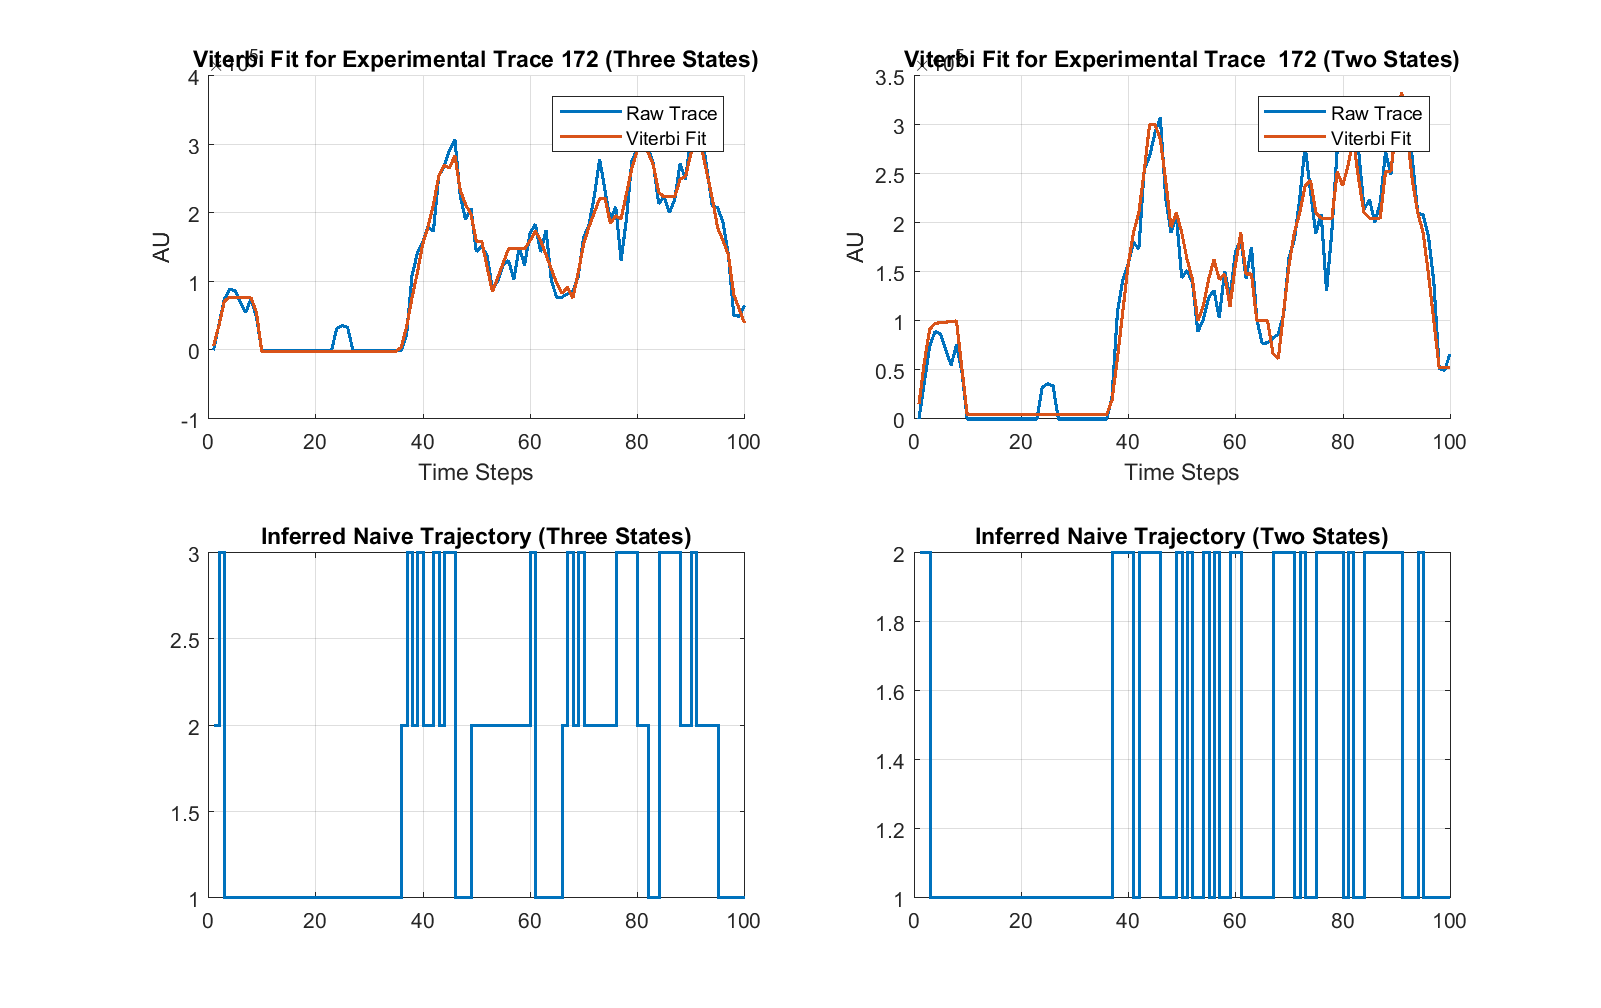 Viterbi Fit for Experimental Trace 172 (Three States)
×10^5
4
3
2
1
0
-1
AU
0 20 40 60 80 100
Time Steps
Raw Trace
Viterbi Fit
Viterbi Fit for Experimental Trace  172 (Two States)
×10^5
3.5
3
2.5
2
1.5
1
0.5
0
AU
0 20 40 60 80 100
Time Steps
Raw Trace
Viterbi Fit
Inferred Naive Trajectory (Three States)
3
2.5
2
1.5
1
0 20 40 60 80 100
Inferred Naive Trajectory (Two States)
2
1.8
1.6
1.4
1.2
1
0 20 40 60 80 100